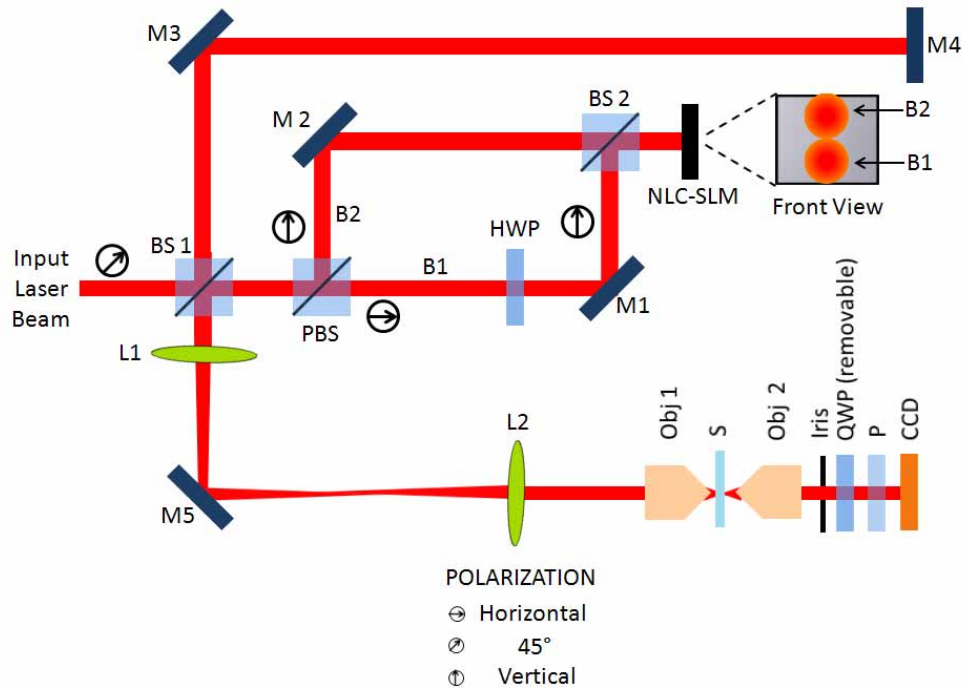 M3
M4
M 2
BS 2
B2
B1
NLC-SLM
Front View
B2
HWP
BS 1
Input
Laser
Beam
B1
PBS
M1
L1
L2
Obj 1
S
Obj 2
Iris
QWP (removable)
P
CCD
M5
POLARIZATION
Horizontal
45°
Vertical